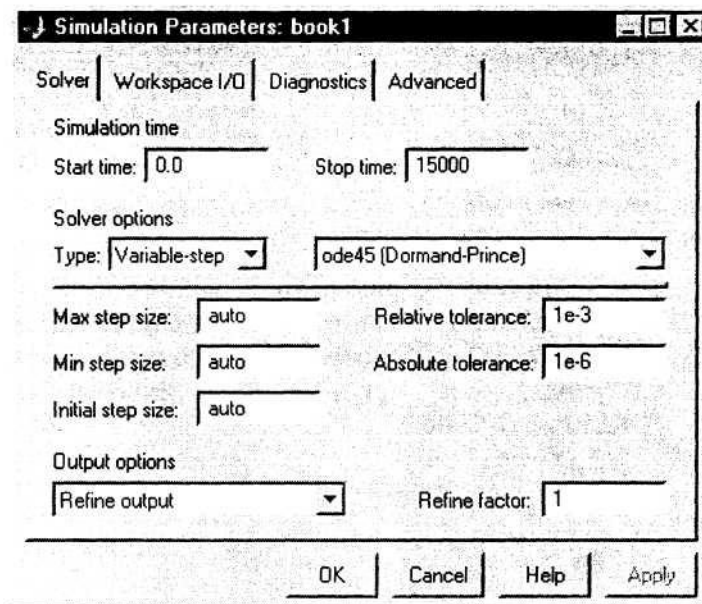 Simulation Parameters: book1
Solver Workspace I/O Diagnostics Advanced
Simulation time
Start time: 0.0 Stop time: 15000
Solver options
Type: Variable-step ode45 (Dormand-Prince)
Max step size: auto Relative tolerance: 1e-3
Min step size: auto Absolute tolerance: 1e-6
Initial step size: auto
Output options
Refine output Refine factor: 1
OK Cancel Help Apply